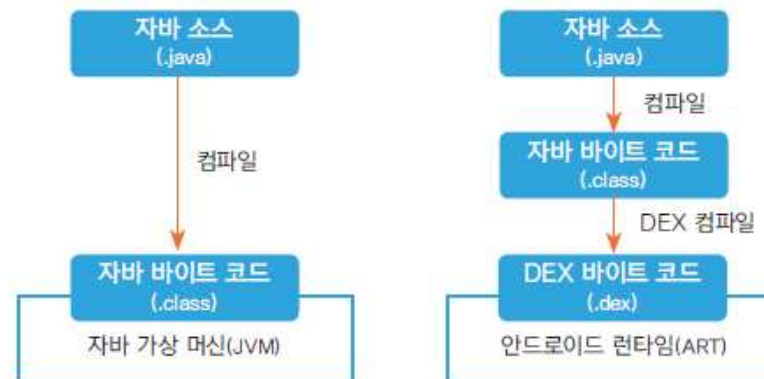 자바 소스
(.java)
컴파일
자바 바이트 코드
(.class)
자바 가상 머신(JVM)
자바 소스
(.java)
컴파일
자바 바이트 코드
(.class)
DEX 컴파일
DEX 바이트 코드
(.dex)
안드로이드 런타임(ART)